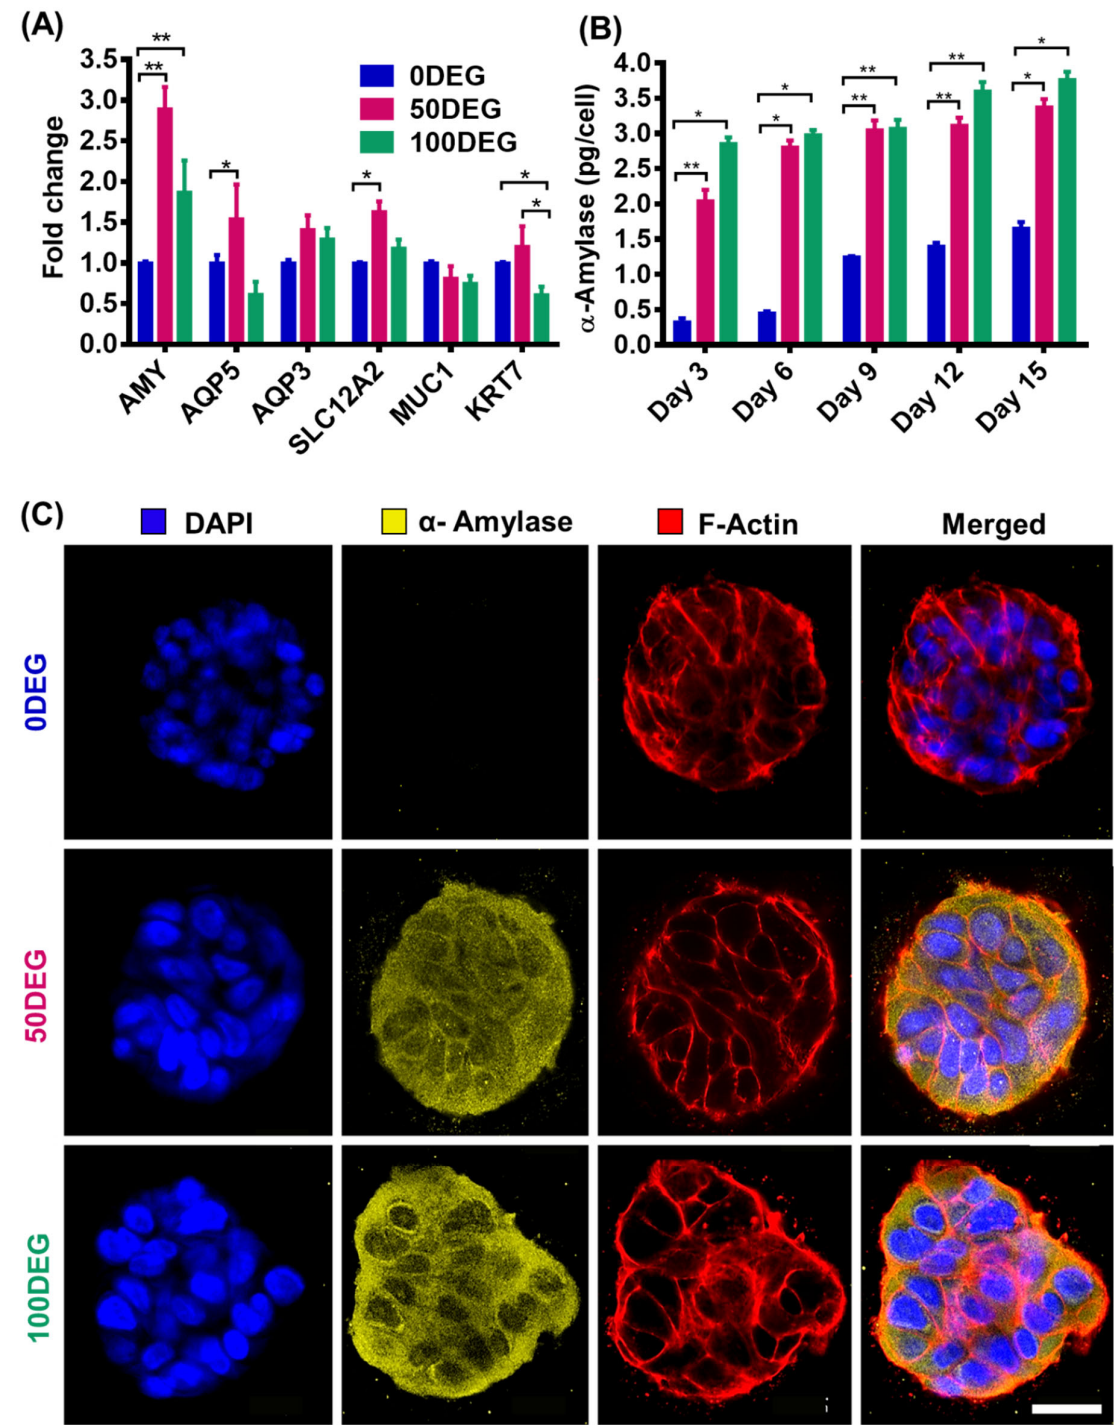 (A)
Fold change
3.5
3.0
2.5
2.0
1.5
1.0
0.5
0.0
**
**
*
*
*
*
0DEG
50DEG
100DEG
AMY
AQP5
AQP3
SLC12A2
MUC1
KRT7
(B)
α-Amylase (pg/cell)
4.0
3.5
3.0
2.5
2.0
1.5
1.0
0.5
0.0
*
**
*
*
**
**
**
**
*
*
Day 3
Day 6
Day 9
Day 12
Day 15
(C)
DAPI
α- Amylase
F-Actin
Merged
0DEG
50DEG
100DEG